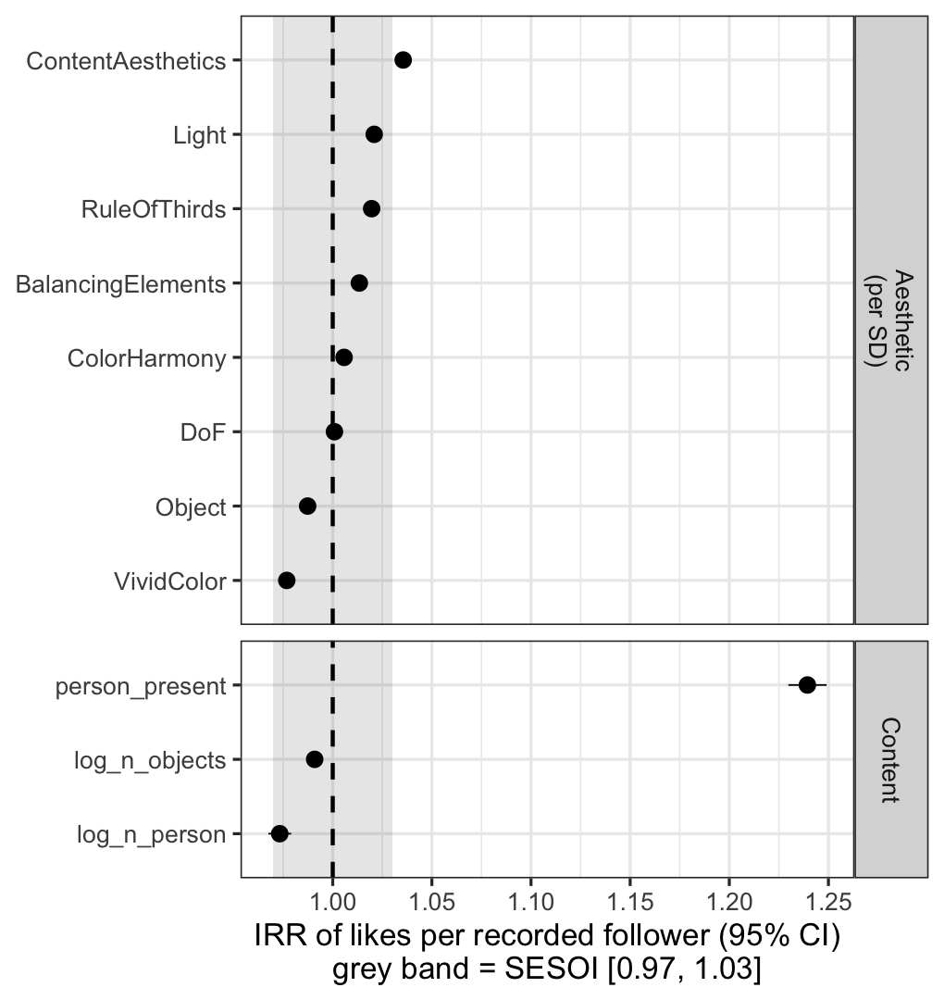 ContentAesthetics
Light
RuleOfThirds
BalancingElements
ColorHarmony
DoF
Object
VividColor
Aesthetic
(per SD)
person_present
log_n_objects
log_n_person
Content
1.00 1.05 1.10 1.15 1.20 1.25
IRR of likes per recorded follower (95% CI)
grey band = SESOI [0.97, 1.03]